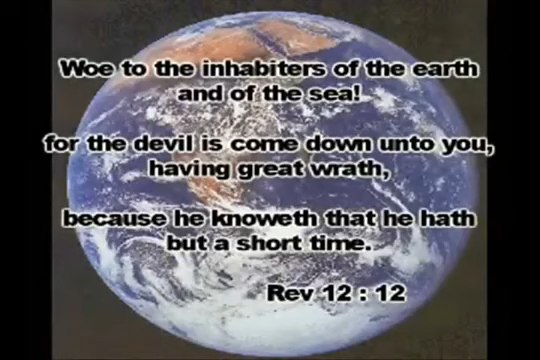 Woe to the inhabiters of the earth
and of the sea!
for the devil is come down unto you,
having great wrath,
because he knoweth that he hath
but a short time.
Rev 12 : 12